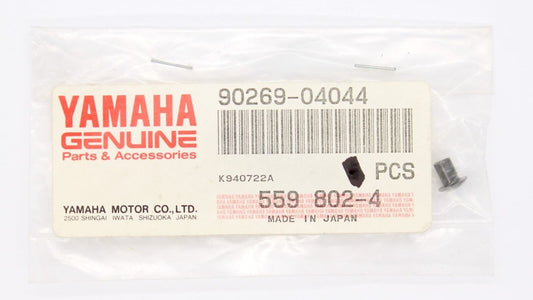 YAMAHA
GENUINE
Parts & Accessories
YAMAHA MOTOR CO.,LTD.
2500 SHINGAI IWATA SHIZUOKA JAPAN
90269-04044
K940722A
PCS
559 802-4
MADE IN JAPAN